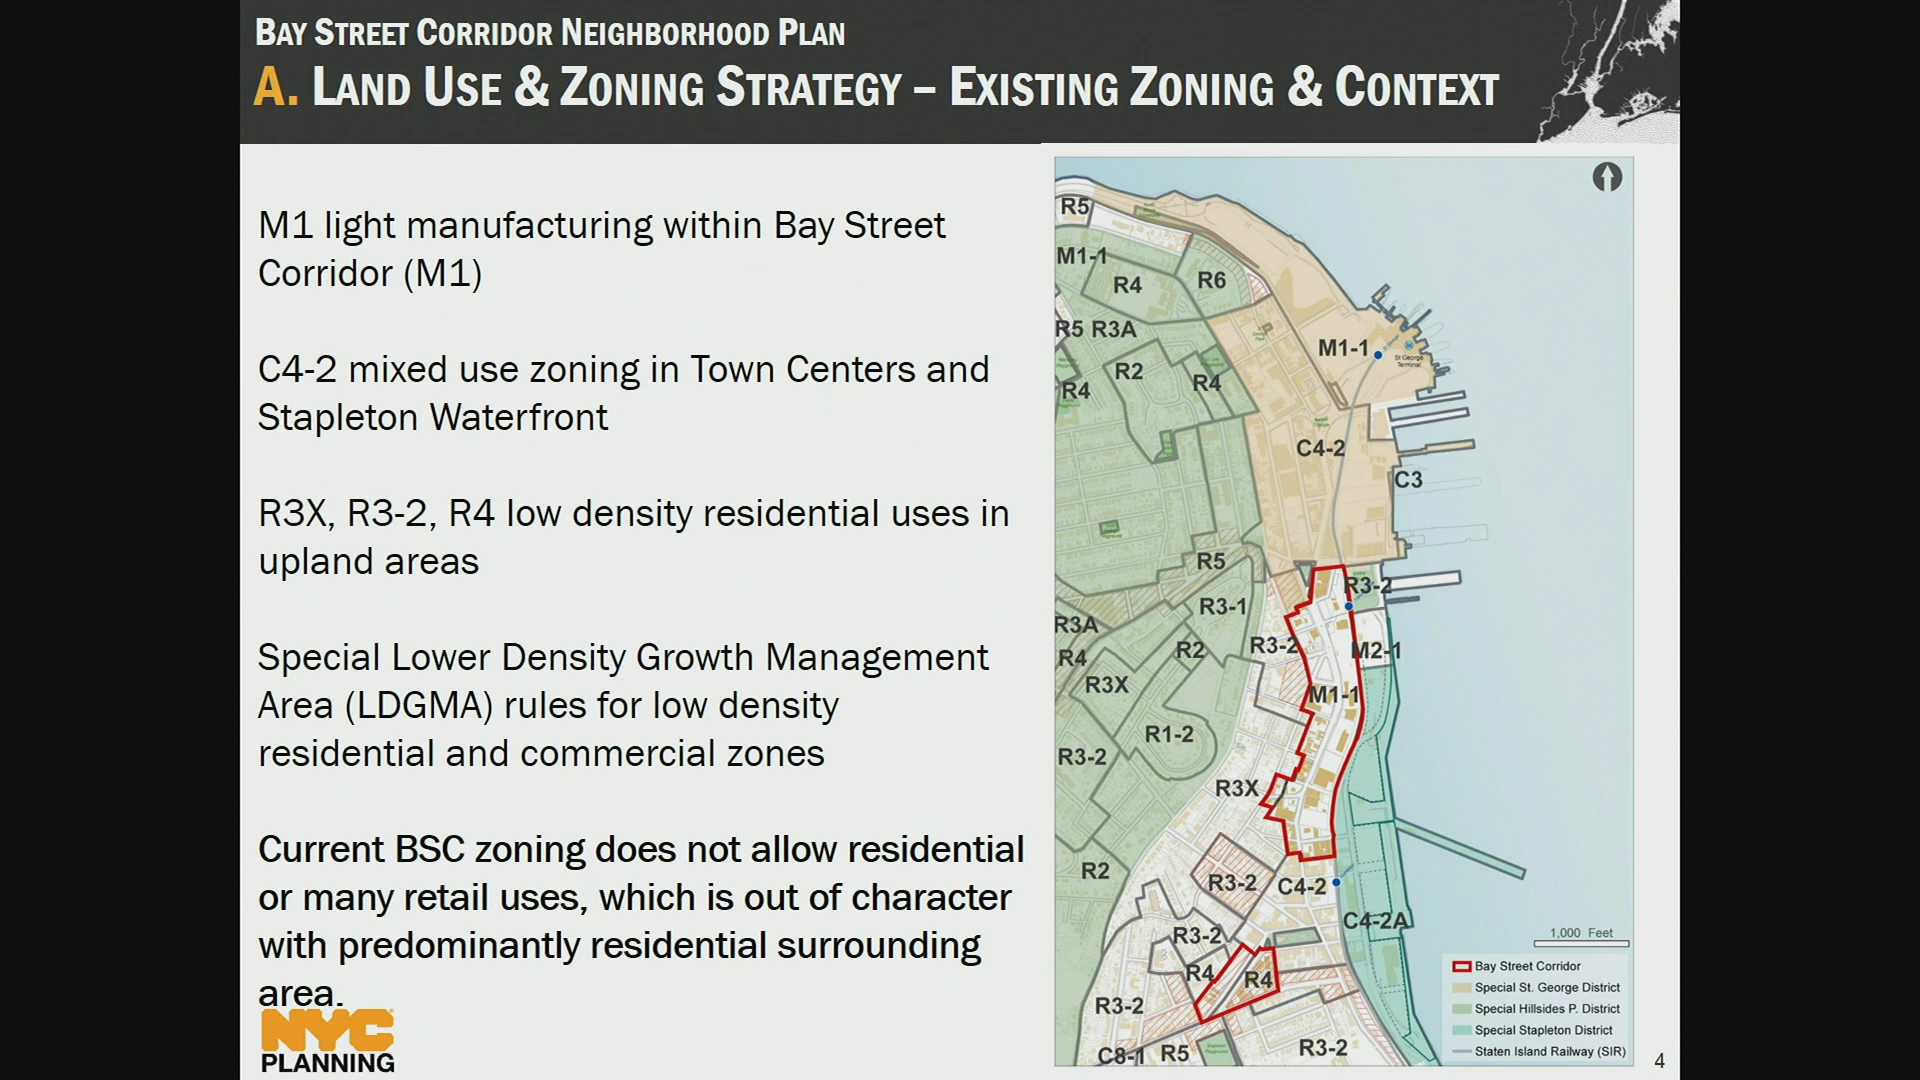 BAY STREET CORRIDOR NEIGHBORHOOD PLAN
A. LAND USE & ZONING STRATEGY – EXISTING ZONING & CONTEXT
M1 light manufacturing within Bay Street
Corridor (M1)
C4-2 mixed use zoning in Town Centers and
Stapleton Waterfront
R3X, R3-2, R4 low density residential uses in
upland areas
Special Lower Density Growth Management
Area (LDGMA) rules for low density
residential and commercial zones
Current BSC zoning does not allow residential
or many retail uses, which is out of character
with predominantly residential surrounding
area.
NYC
PLANNING
R5
M1-1
R4
R6
R5 R3A
M1-1
St George
Terminal
R2
R4
R4
C4-2
C3
R5
R3-2
R3-1
R3A
R3-2
R2
M2-1
R4
R3X
M1-1
R1-2
R3-2
R3X
R2
R3-2
C4-2
C4-2A
R3-2
R4
R4
R3-2
C8-1
R5
R3-2
1,000 Feet
Bay Street Corridor
Special St. George District
Special Hillsides P. District
Special Stapleton District
Staten Island Railway (SIR)
4